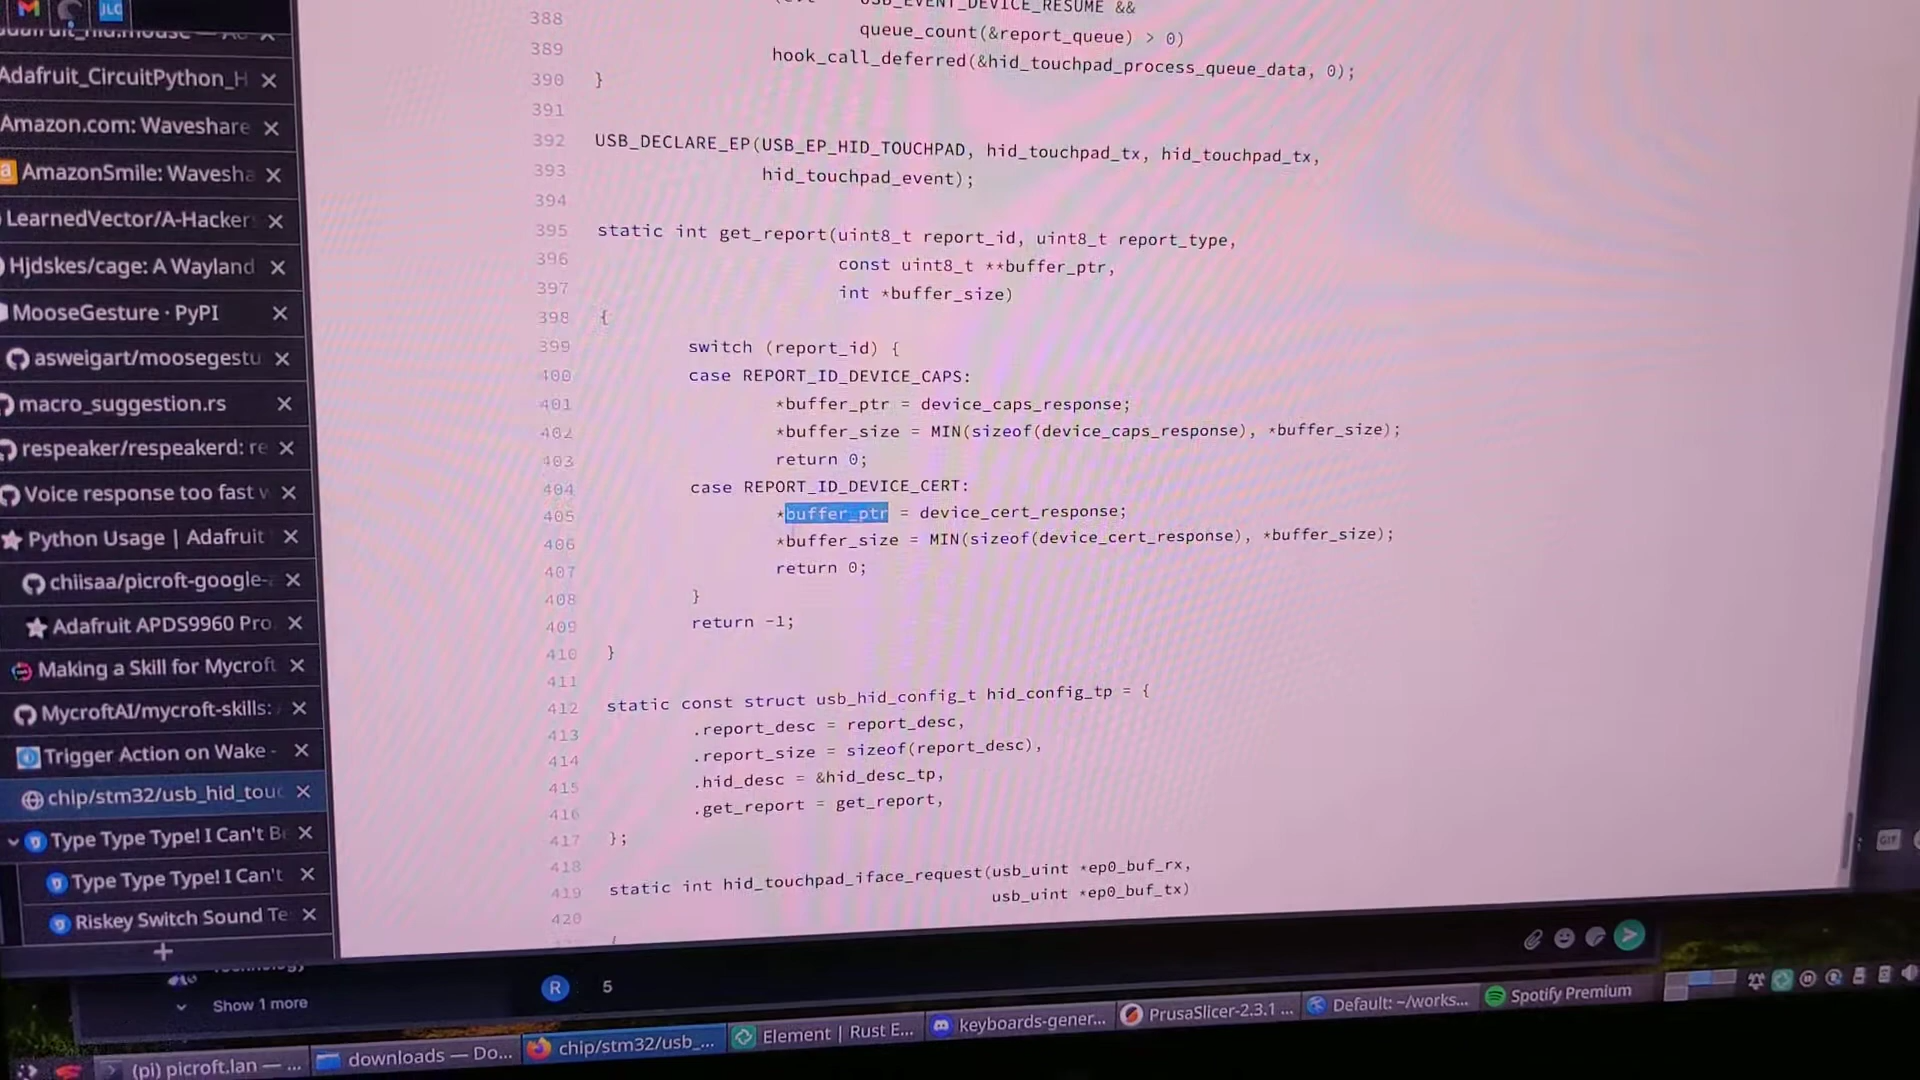 JLC
adafruit_hid.mouse — Ad
Adafruit_CircuitPython_H
Amazon.com: Waveshare
AmazonSmile: Wavesha
LearnedVector/A-Hacker
Hjdskes/cage: A Wayland
MooseGesture · PyPI
asweigart/moosegestu
macro_suggestion.rs
respeaker/respeakerd: re
Voice response too fast w
Python Usage | Adafruit
chiisaa/picroft-google-
Adafruit APDS9960 Pro
Making a Skill for Mycroft
MycroftAI/mycroft-skills:
Trigger Action on Wake -
chip/stm32/usb_hid_touc
Type Type Type! I Can't Be
Type Type Type! I Can't
Riskey Switch Sound Te
+
USB_EVENT_DEVICE_RESUME &&
388 queue_count(&report_queue) > 0)
389 hook_call_deferred(&hid_touchpad_process_queue_data, 0);
390 }
391
392 USB_DECLARE_EP(USB_EP_HID_TOUCHPAD, hid_touchpad_tx, hid_touchpad_tx,
393 hid_touchpad_event);
394
395 static int get_report(uint8_t report_id, uint8_t report_type,
396 const uint8_t **buffer_ptr,
397 int *buffer_size)
398 {
399 switch (report_id) {
400 case REPORT_ID_DEVICE_CAPS:
401 *buffer_ptr = device_caps_response;
402 *buffer_size = MIN(sizeof(device_caps_response), *buffer_size);
403 return 0;
404 case REPORT_ID_DEVICE_CERT:
405 *buffer_ptr = device_cert_response;
406 *buffer_size = MIN(sizeof(device_cert_response), *buffer_size);
407 return 0;
408 }
409 return -1;
410 }
411
412 static const struct usb_hid_config_t hid_config_tp = {
413 .report_desc = report_desc,
414 .report_size = sizeof(report_desc),
415 .hid_desc = &hid_desc_tp,
416 .get_report = get_report,
417 };
418
419 static int hid_touchpad_iface_request(usb_uint *ep0_buf_rx,
420 usb_uint *ep0_buf_tx)
{
GIF
Technology
Show 1 more
R 5
(pi) picroft.lan — ...
downloads — Do...
chip/stm32/usb_...
Element | Rust E...
keyboards-gener...
PrusaSlicer-2.3.1 ...
Default: ~/works...
Spotify Premium